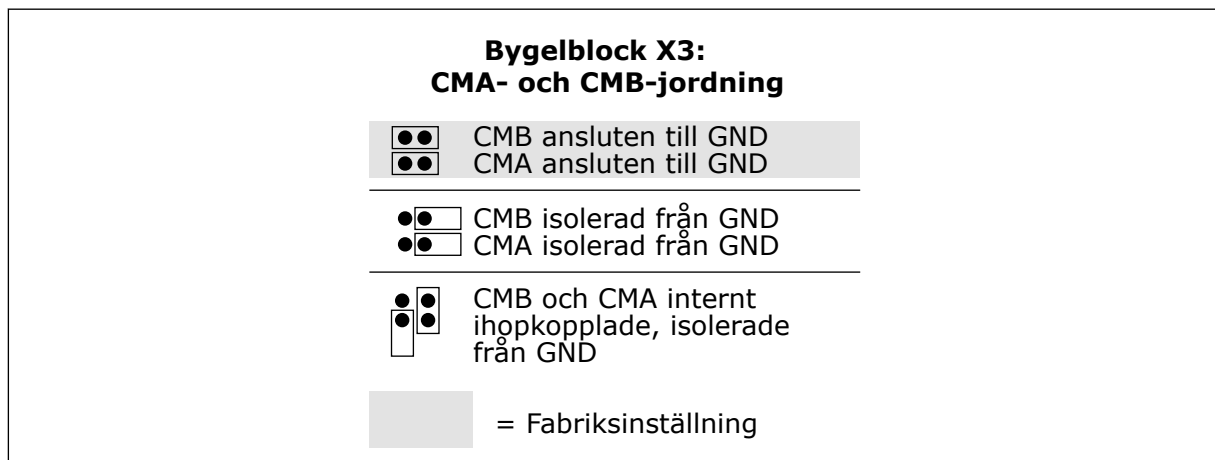 Bygelblock X3:
CMA- och CMB-jordning
CMB ansluten till GND
CMA ansluten till GND
CMB isolerad från GND
CMA isolerad från GND
CMB och CMA internt
ihopkopplade, isolerade
från GND
= Fabriksinställning